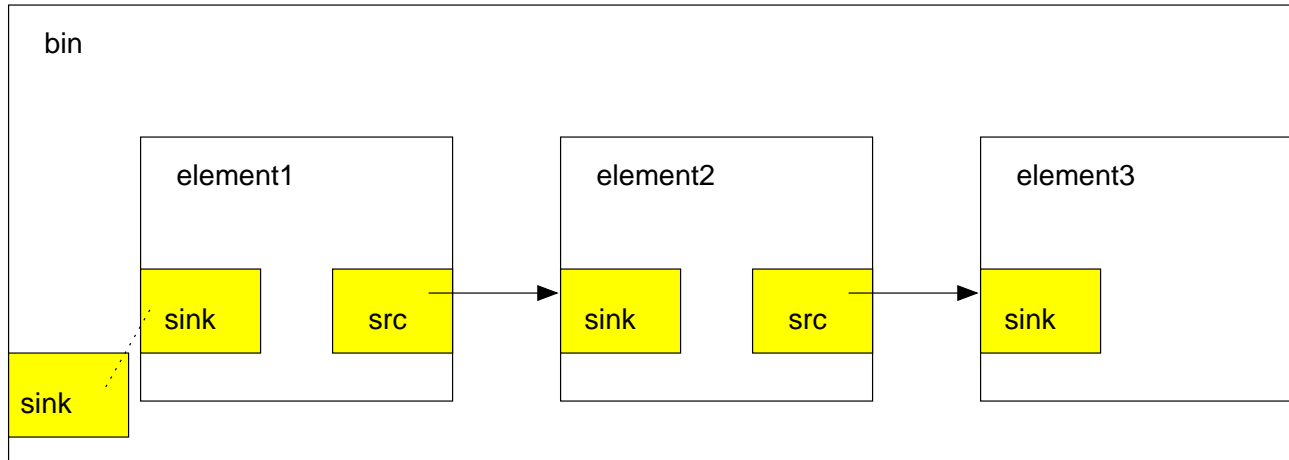 bin
element1
element2
element3
sink
src
sink
src
sink
sink